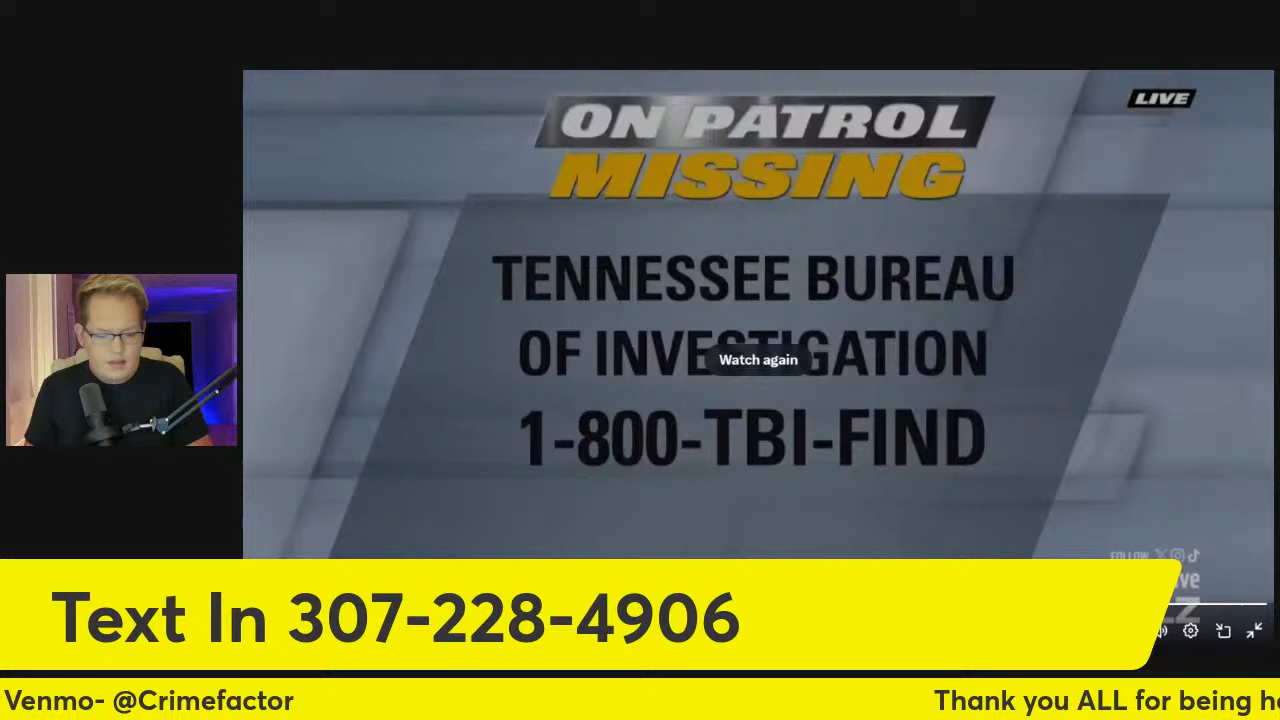 ON PATROL
LIVE
MISSING
TENNESSEE BUREAU
OF INVESTIGATION
Watch again
1-800-TBI-FIND
FOLLOW
Text In 307-228-4906
Venmo- @Crimefactor
Thank you ALL for being